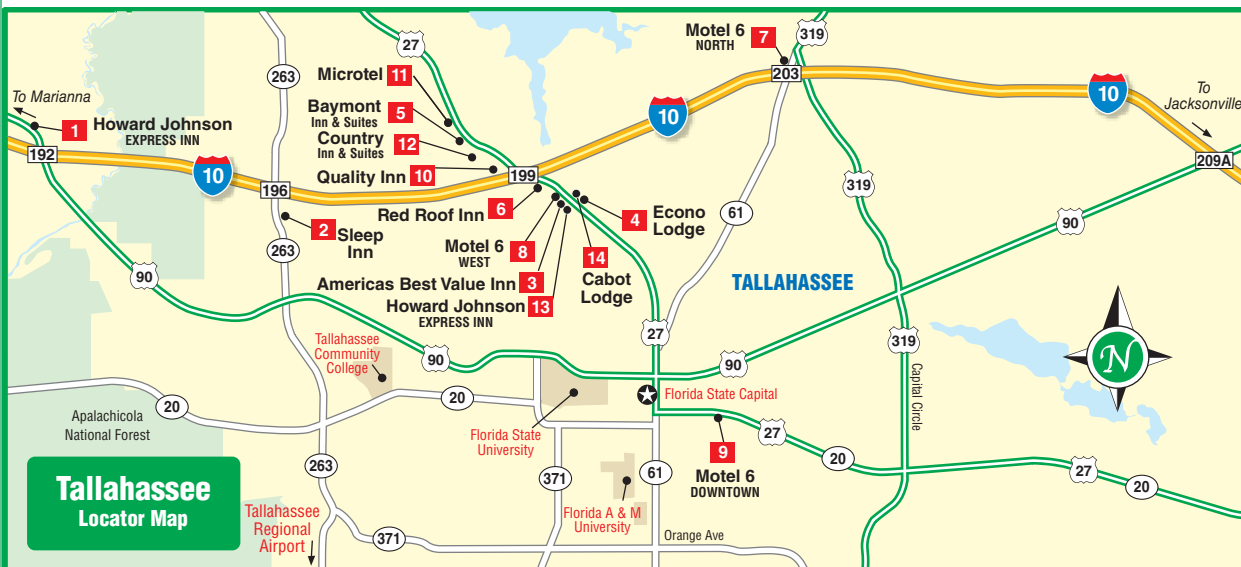 27
263
Motel 6
NORTH
7
319
203
To Marianna
Microtel 11
Baymont
Inn & Suites
5
Country
Inn & Suites
12
Quality Inn 10
1 Howard Johnson
EXPRESS INN
192
10
196
199
10
10
To
Jacksonville
209A
Red Roof Inn 6
2 Sleep
Inn
263
Motel 6
WEST
8
4 Econo
Lodge
14
Cabot
Lodge
Americas Best Value Inn 3
Howard Johnson
EXPRESS INN
13
61
319
90
90
TALLAHASSEE
27
319
N
Tallahassee
Community
College
90
90
Florida State Capital
Capital Circle
20
20
Apalachicola
National Forest
Florida State
University
27
20
9
Motel 6
DOWNTOWN
27
20
263
371
61
Florida A & M
University
Tallahassee
Locator Map
Tallahassee
Regional
Airport
371
Orange Ave